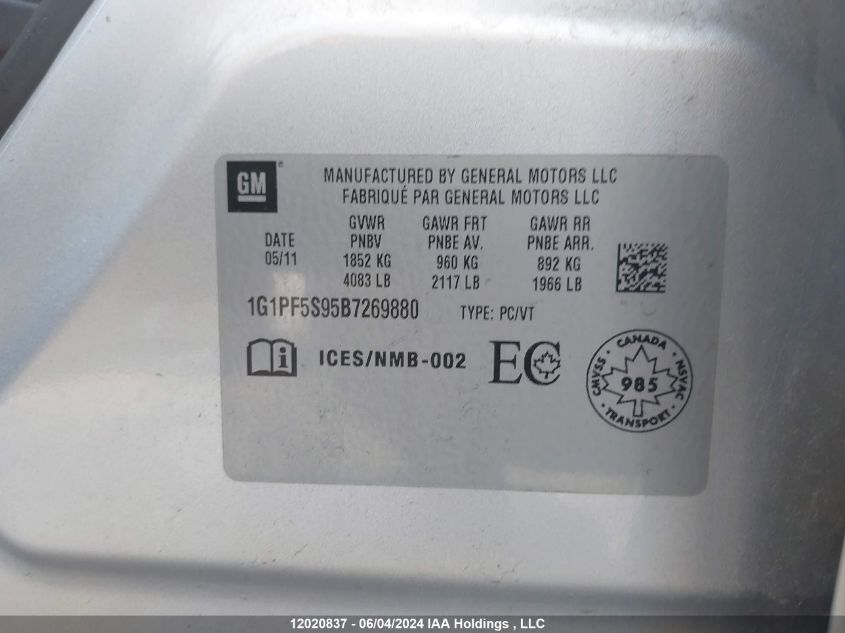 GM
MANUFACTURED BY GENERAL MOTORS LLC
FABRIQUÉ PAR GENERAL MOTORS LLC
DATE
05/11
GVWR
PNBV
1852 KG
4083 LB
GAWR FRT
PNBE AV.
960 KG
2117 LB
GAWR RR
PNBE ARR.
892 KG
1966 LB
1G1PF5S95B7269880 TYPE: PC/VT
i ICES/NMB-002 EC
CANADA
CMVSS
NSVAC
985
TRANSPORT
12020837 - 06/04/2024 IAA Holdings , LLC